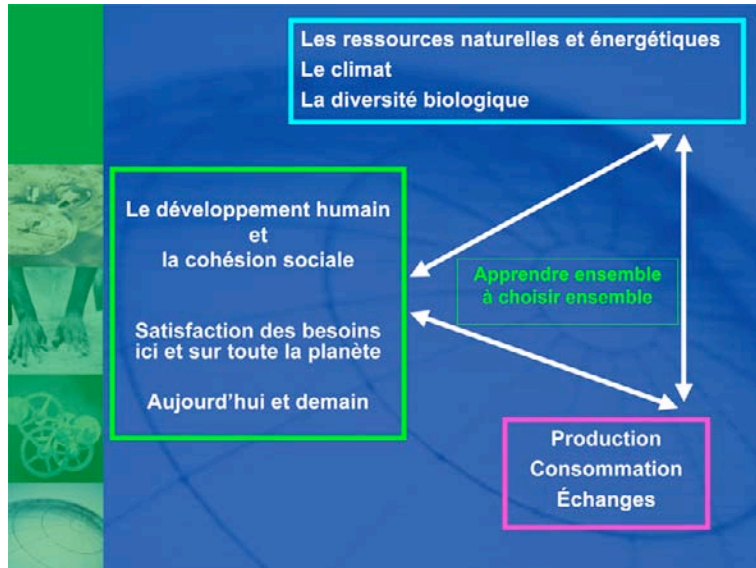 Les ressources naturelles et énergétiques
Le climat
La diversité biologique
Le développement humain
et
la cohésion sociale
Satisfaction des besoins
ici et sur toute la planète
Aujourd’hui et demain
Apprendre ensemble
à choisir ensemble
Production
Consommation
Échanges